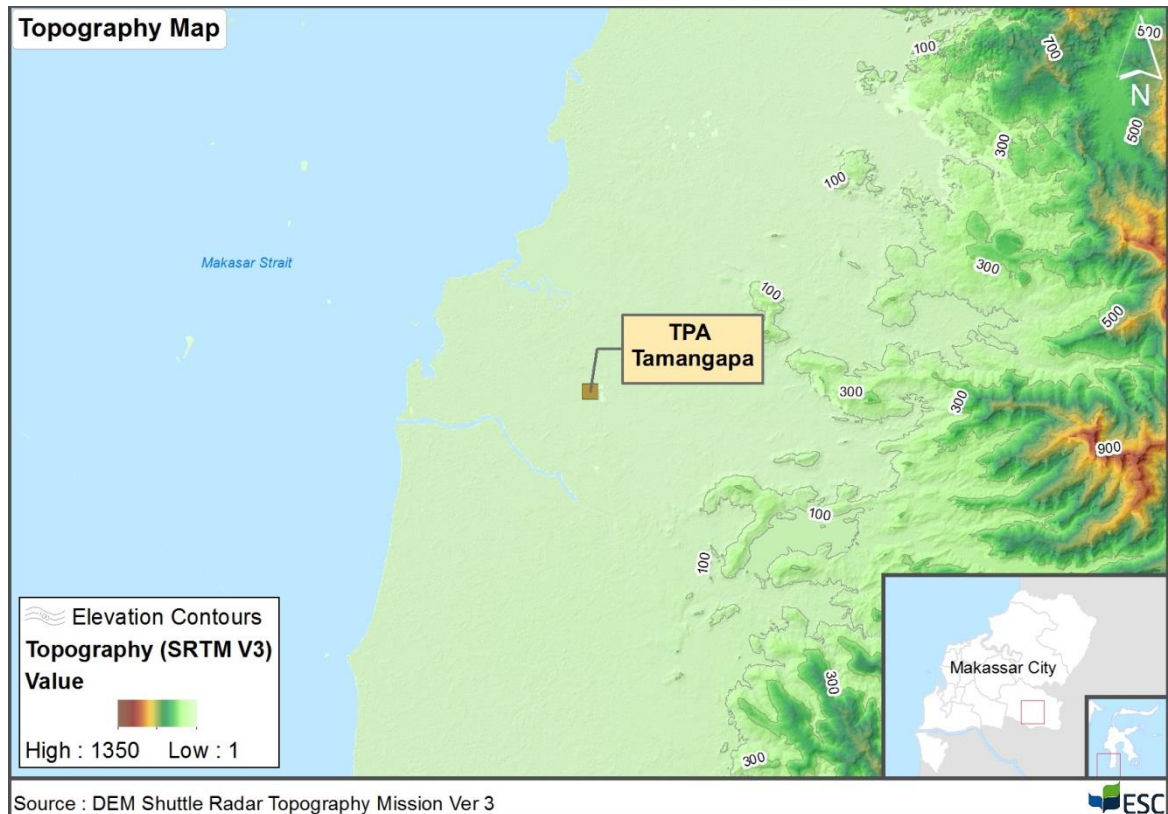 Topography Map
100
700
500
N
500
300
100
Makasar Strait
300
100
500
TPA
Tamangapa
300
300
900
100
100
300
300
Elevation Contours
Topography (SRTM V3)
Value
High : 1350 Low : 1
Makassar City
Source : DEM Shuttle Radar Topography Mission Ver 3
ESC